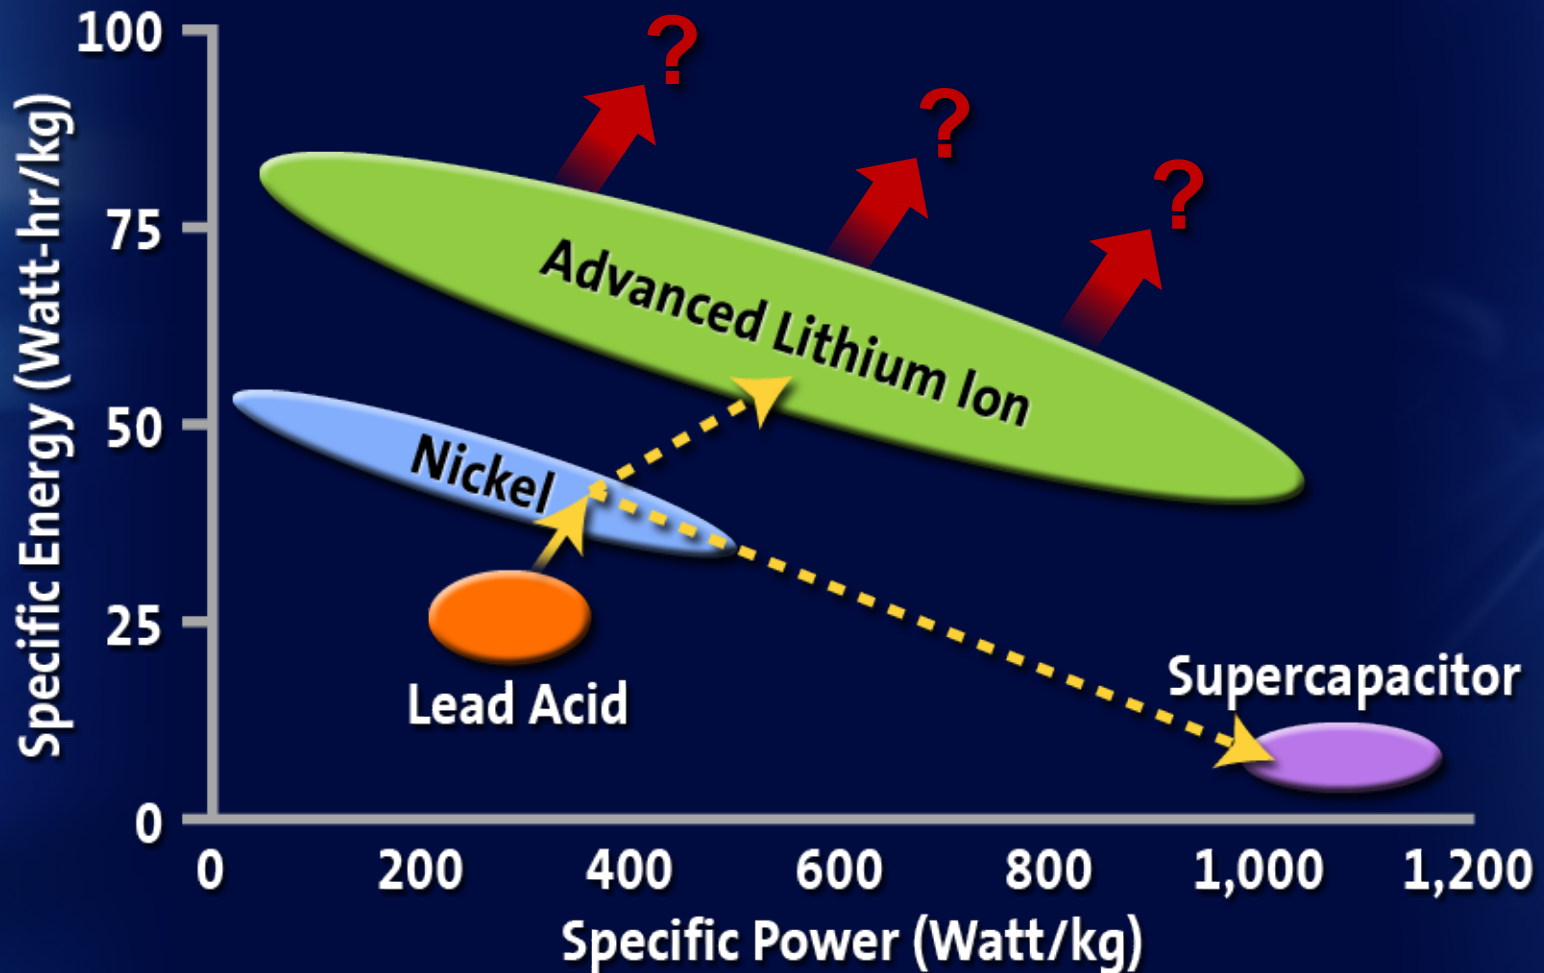 100
75
50
25
0
Specific Energy (Watt-hr/kg)
?
?
?
Advanced Lithium Ion
Nickel
Lead Acid
Supercapacitor
0 200 400 600 800 1,000 1,200
Specific Power (Watt/kg)